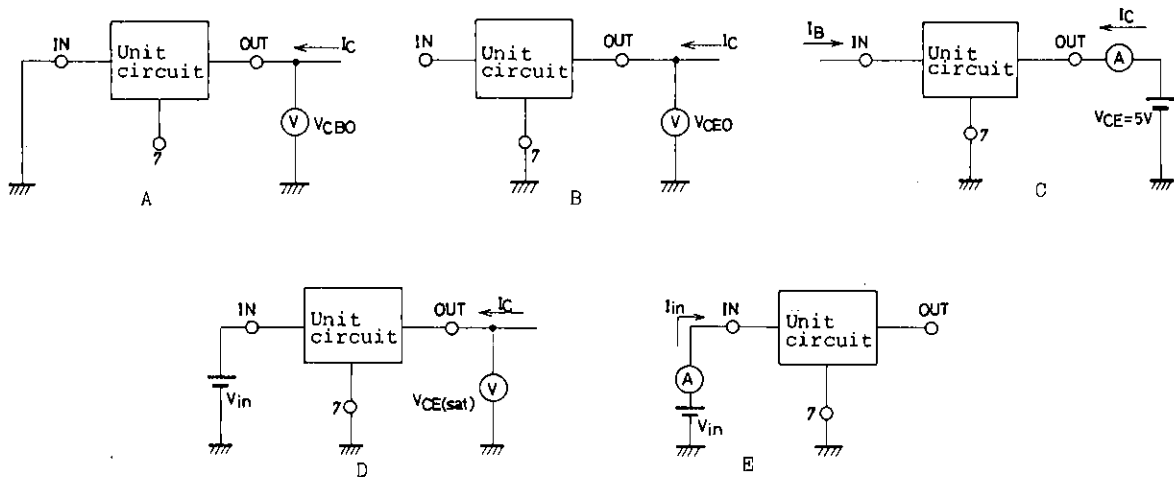 IN
Unit
circuit
OUT
IC
VCBO
7
A
IN
Unit
circuit
OUT
IC
VCEO
7
B
IB
IN
Unit
circuit
OUT
IC
A
VCE=5V
7
C
IN
Unit
circuit
OUT
IC
Vin
7
V
VCE(sat)
D
Iin
IN
Unit
circuit
OUT
A
Vin
7
E
V
V